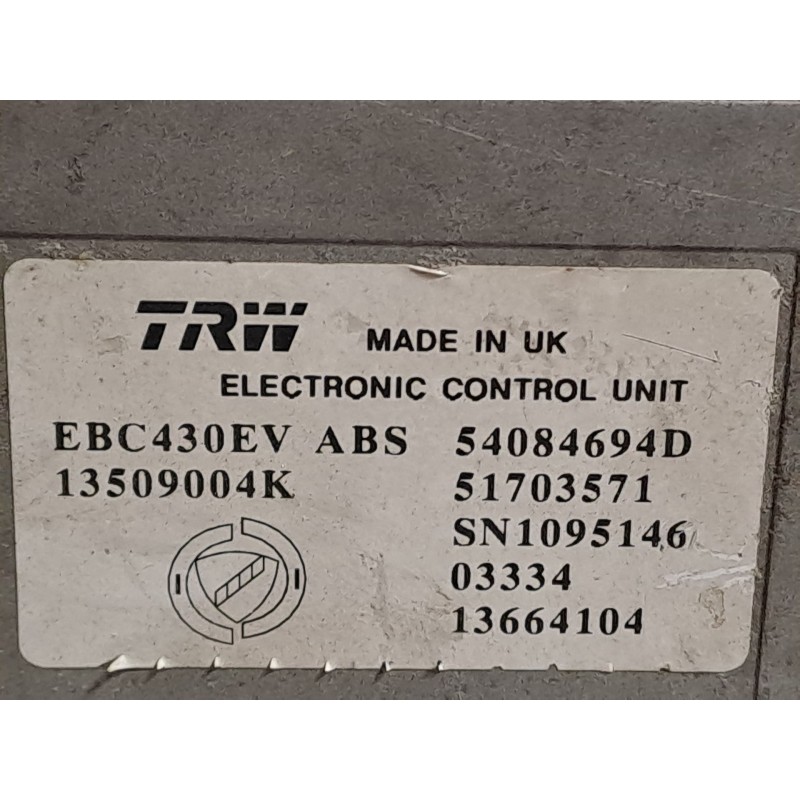 TRW MADE IN UK
ELECTRONIC CONTROL UNIT
EBC430EV ABS 54084694D
13509004K 51703571
SN1095146
03334
13664104